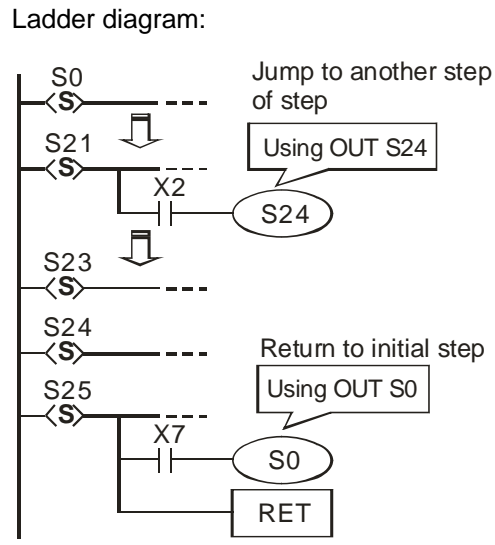 Ladder diagram:
S0
S
Jump to another step
of step
S21
S
Using OUT S24
X2
S24
S23
S
S24
S
Return to initial step
S25
S
Using OUT S0
X7
S0
RET